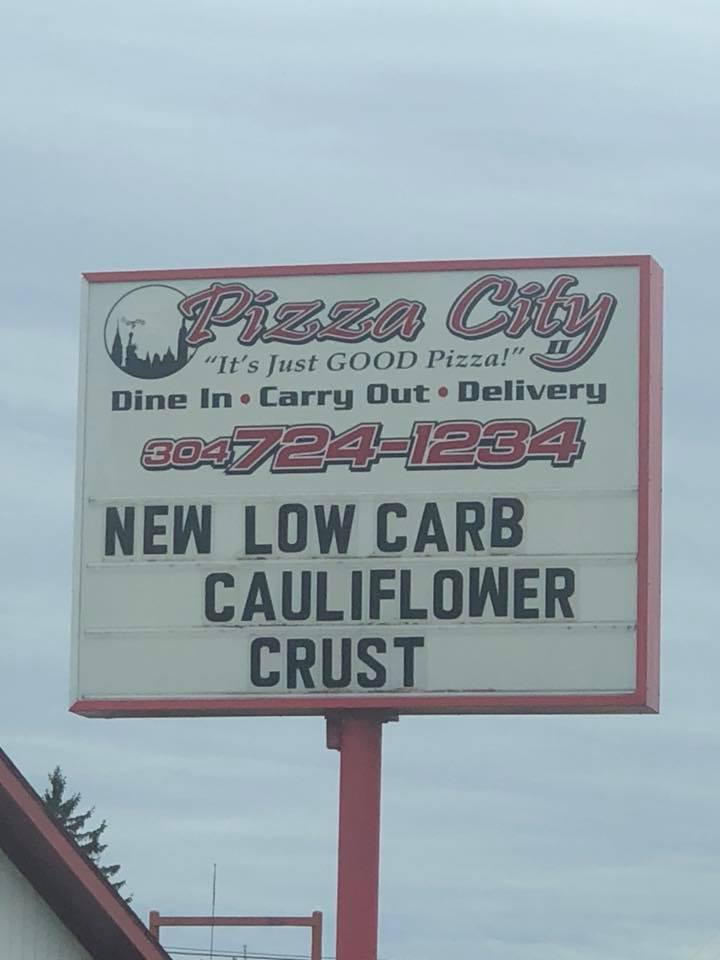 Pizza City
II
"It's Just GOOD Pizza!"
Dine In • Carry Out • Delivery
304 724-1234
NEW LOW CARB
CAULIFLOWER
CRUST